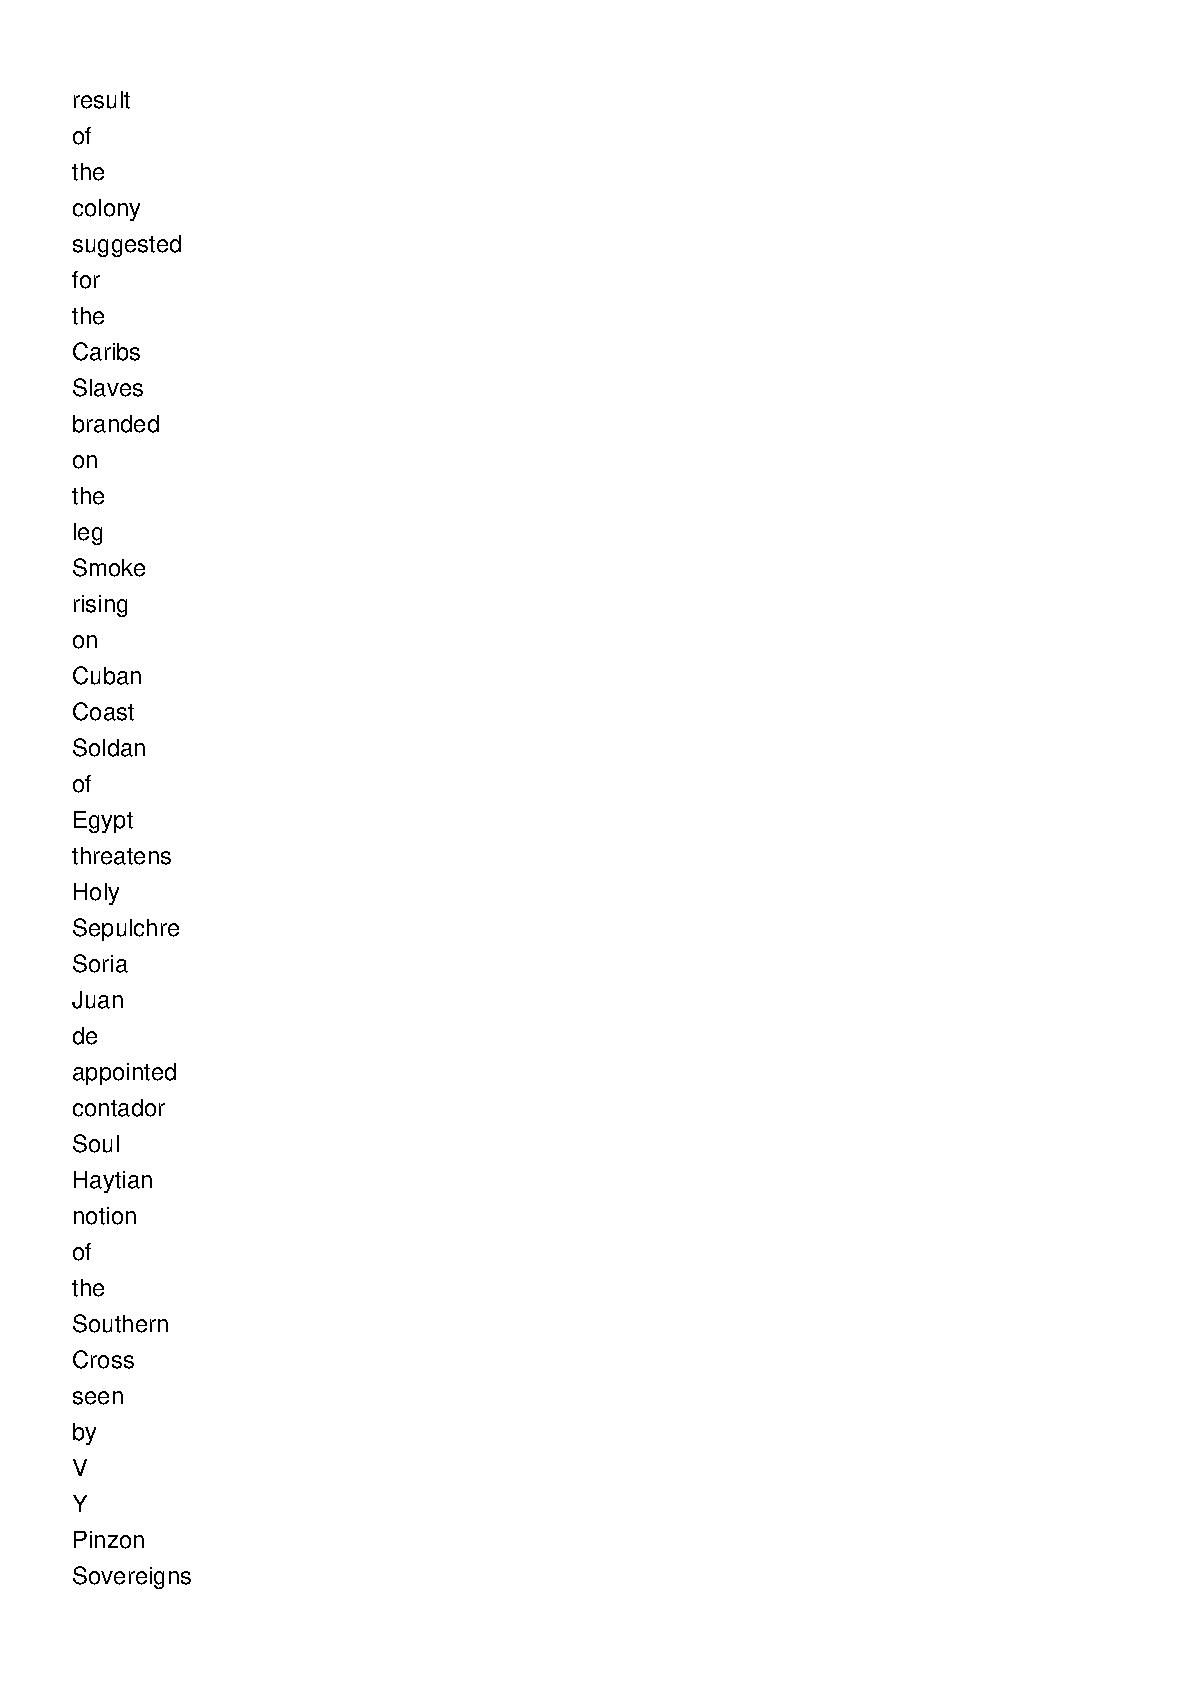 result
of
the
colony
suggested
for
the
Caribs
Slaves
branded
on
the
leg
Smoke
rising
on
Cuban
Coast
Soldan
of
Egypt
threatens
Holy
Sepulchre
Soria
Juan
de
appointed
contador
Soul
Haytian
notion
of
the
Southern
Cross
seen
by
V
Y
Pinzon
Sovereigns